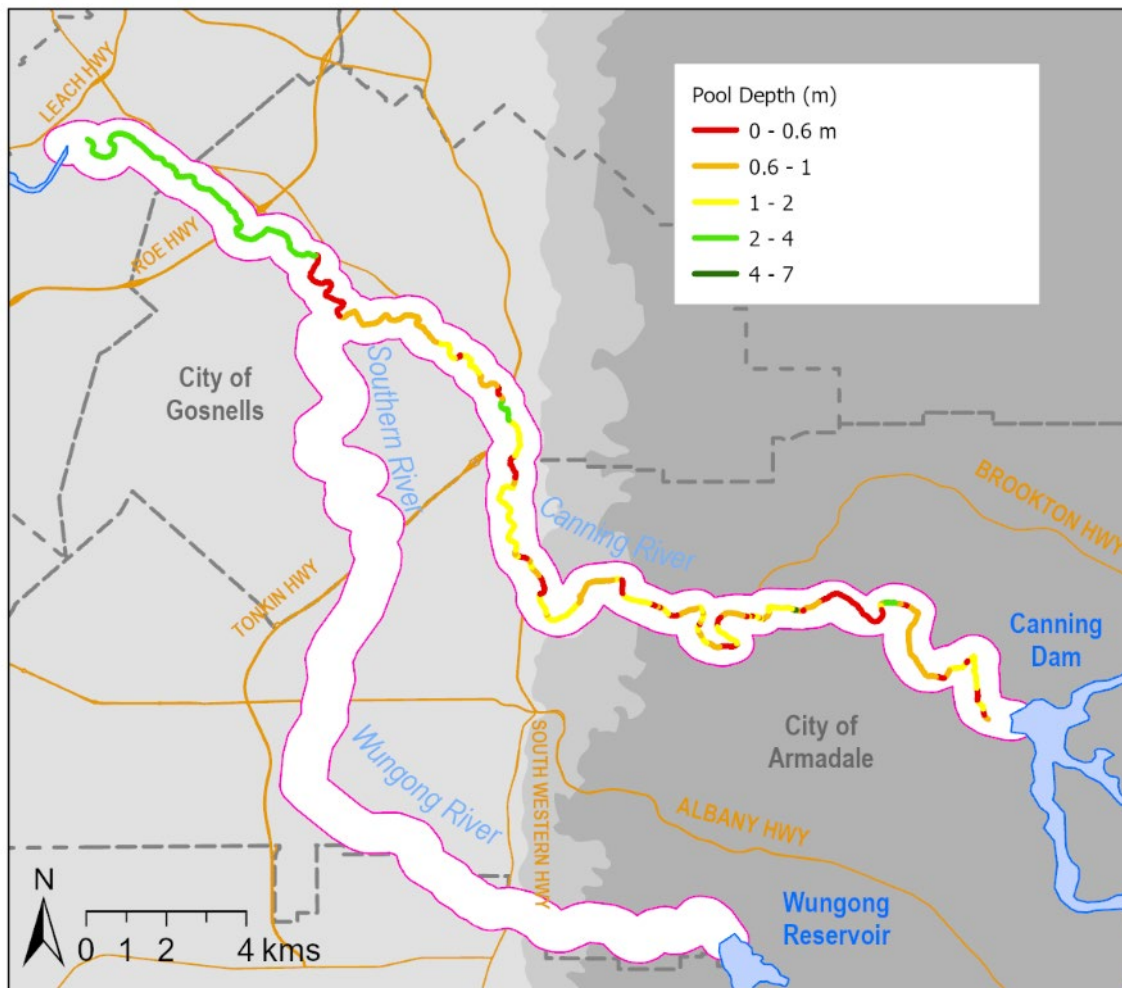 LEACH HWY
Pool Depth (m)
0 - 0.6 m
0.6 - 1
1 - 2
2 - 4
4 - 7
ROE HWY
City of
Gosnells
Southern River
Canning River
BROOKTON HWY
TONKIN HWY
Canning
Dam
City of
Armadale
Wungong River
SOUTH WESTERN HWY
ALBANY HWY
Wungong
Reservoir
N
0 1 2 4 kms